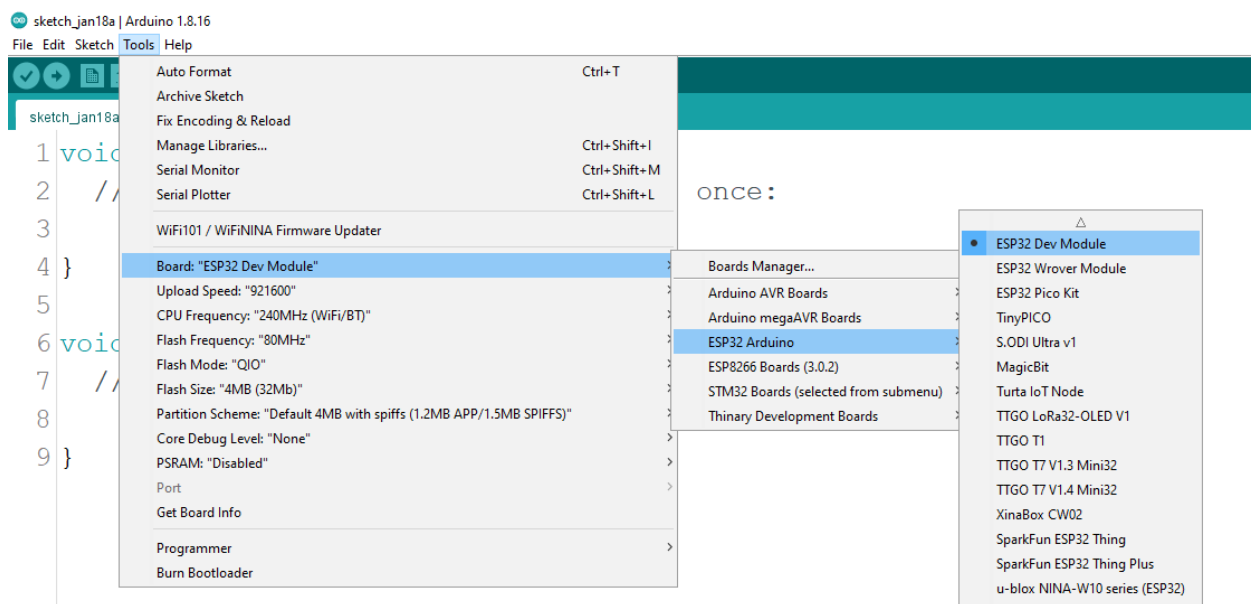 sketch_jan18a | Arduino 1.8.16
File Edit Sketch Tools Help
sketch_jan18a
1 void
2 // once:
3
4 }
5
6 void
7 //
8
9 }
Auto Format Ctrl+T
Archive Sketch
Fix Encoding & Reload
Manage Libraries... Ctrl+Shift+I
Serial Monitor Ctrl+Shift+M
Serial Plotter Ctrl+Shift+L
WiFi101 / WiFiNINA Firmware Updater
Board: "ESP32 Dev Module"
Upload Speed: "921600"
CPU Frequency: "240MHz (WiFi/BT)"
Flash Frequency: "80MHz"
Flash Mode: "QIO"
Flash Size: "4MB (32Mb)"
Partition Scheme: "Default 4MB with spiffs (1.2MB APP/1.5MB SPIFFS)"
Core Debug Level: "None"
PSRAM: "Disabled"
Port
Get Board Info
Programmer
Burn Bootloader
Boards Manager...
Arduino AVR Boards
Arduino megaAVR Boards
ESP32 Arduino
ESP8266 Boards (3.0.2)
STM32 Boards (selected from submenu)
Thinary Development Boards
ESP32 Dev Module
ESP32 Wrover Module
ESP32 Pico Kit
TinyPICO
S.ODI Ultra v1
MagicBit
Turta IoT Node
TTGO LoRa32-OLED V1
TTGO T1
TTGO T7 V1.3 Mini32
TTGO T7 V1.4 Mini32
XinaBox CW02
SparkFun ESP32 Thing
SparkFun ESP32 Thing Plus
u-blox NINA-W10 series (ESP32)